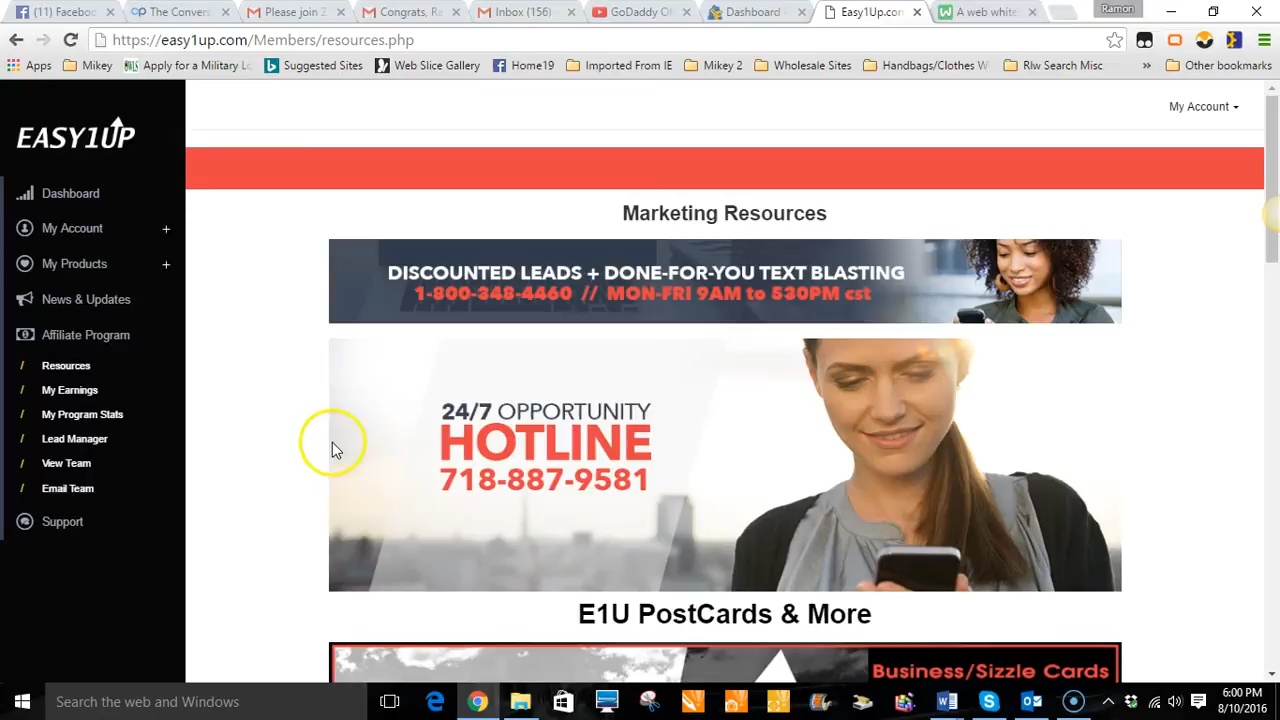 (11) Facebo
The Convers
Please join Z
Congrats, R
Inbox (156)
GoDaddy O
Dashboard
Easy1Up.com
A web white
Ramon
https://easy1up.com/Members/resources.php
Apps
Mikey
Apply for a Military L
Suggested Sites
Web Slice Gallery
Home19
Imported From IE
Mikey 2
Wholesale Sites
Handbags/Clothes W
Rlw Search Misc
»
Other bookmarks
EASY1UP
My Account
Dashboard
My Account +
My Products +
News & Updates
Affiliate Program
/ Resources
/ My Earnings
/ My Program Stats
/ Lead Manager
/ View Team
/ Email Team
Support
Marketing Resources
DISCOUNTED LEADS + DONE-FOR-YOU TEXT BLASTING
1-800-348-4460 // MON-FRI 9AM to 530PM cst
24/7 OPPORTUNITY
HOTLINE
718-887-9581
E1U PostCards & More
Business/Sizzle Cards
Search the web and Windows
6:00 PM
8/10/2016